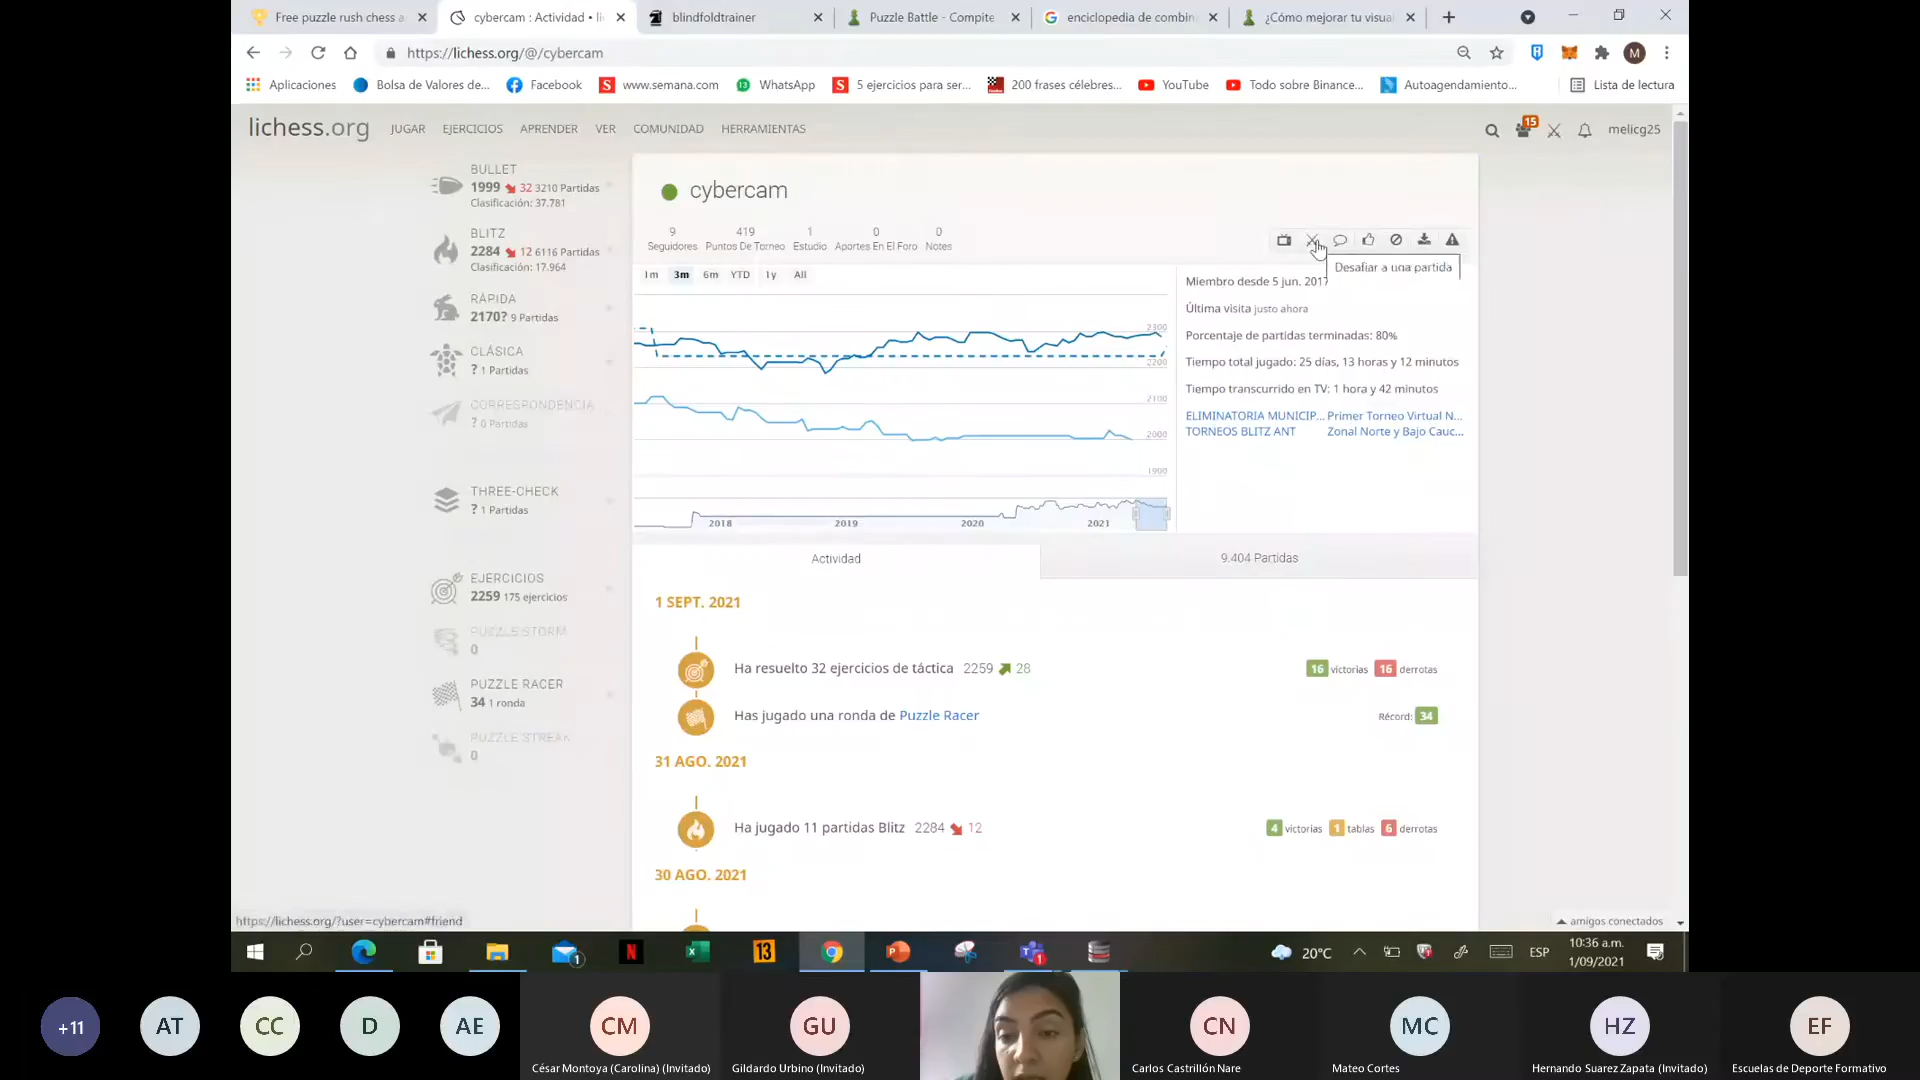 Free puzzle rush chess a
cybercam : Actividad • li
blindfoldtrainer
Puzzle Battle - Compite
enciclopedia de combin
¿Cómo mejorar tu visua
https://lichess.org/@/cybercam
M
Aplicaciones
Bolsa de Valores de...
Facebook
www.semana.com
WhatsApp
5 ejercicios para ser...
200 frases célebres...
YouTube
Todo sobre Binance...
Autoagendamiento...
Lista de lectura
lichess.org
JUGAR
EJERCICIOS
APRENDER
VER
COMUNIDAD
HERRAMIENTAS
15
melicg25
BULLET
1999 32 3210 Partidas
Clasificación: 37.781
BLITZ
2284 12 6116 Partidas
Clasificación: 17.964
RÁPIDA
2170? 9 Partidas
CLÁSICA
? 1 Partidas
CORRESPONDENCIA
? 0 Partidas
THREE-CHECK
? 1 Partidas
EJERCICIOS
2259 175 ejercicios
PUZZLE STORM
0
PUZZLE RACER
34 1 ronda
PUZZLE STREAK
0
cybercam
9
Seguidores
419
Puntos De Torneo
1
Estudio
0
Aportes En El Foro
0
Notes
Desafiar a una partida
1m 3m 6m YTD 1y All
2300
2200
2100
2000
1900
2018 2019 2020 2021
Miembro desde 5 jun. 2017
Última visita justo ahora
Porcentaje de partidas terminadas: 80%
Tiempo total jugado: 25 días, 13 horas y 12 minutos
Tiempo transcurrido en TV: 1 hora y 42 minutos
ELIMINATORIA MUNICIP... Primer Torneo Virtual N...
TORNEOS BLITZ ANT Zonal Norte y Bajo Cauc...
Actividad
9.404 Partidas
1 SEPT. 2021
Ha resuelto 32 ejercicios de táctica 2259 28
16 victorias 16 derrotas
Has jugado una ronda de Puzzle Racer
Récord: 34
31 AGO. 2021
Ha jugado 11 partidas Blitz 2284 12
4 victorias 1 tablas 6 derrotas
30 AGO. 2021
https://lichess.org/?user=cybercam#friend
amigos conectados
1
13
1
20°C
ESP
10:36 a.m.
1/09/2021
+11
AT
CC
D
AE
CM
César Montoya (Carolina) (Invitado)
GU
Gildardo Urbino (Invitado)
CN
Carlos Castrillón Nare
MC
Mateo Cortes
HZ
Hernando Suarez Zapata (Invitado)
EF
Escuelas de Deporte Formativo